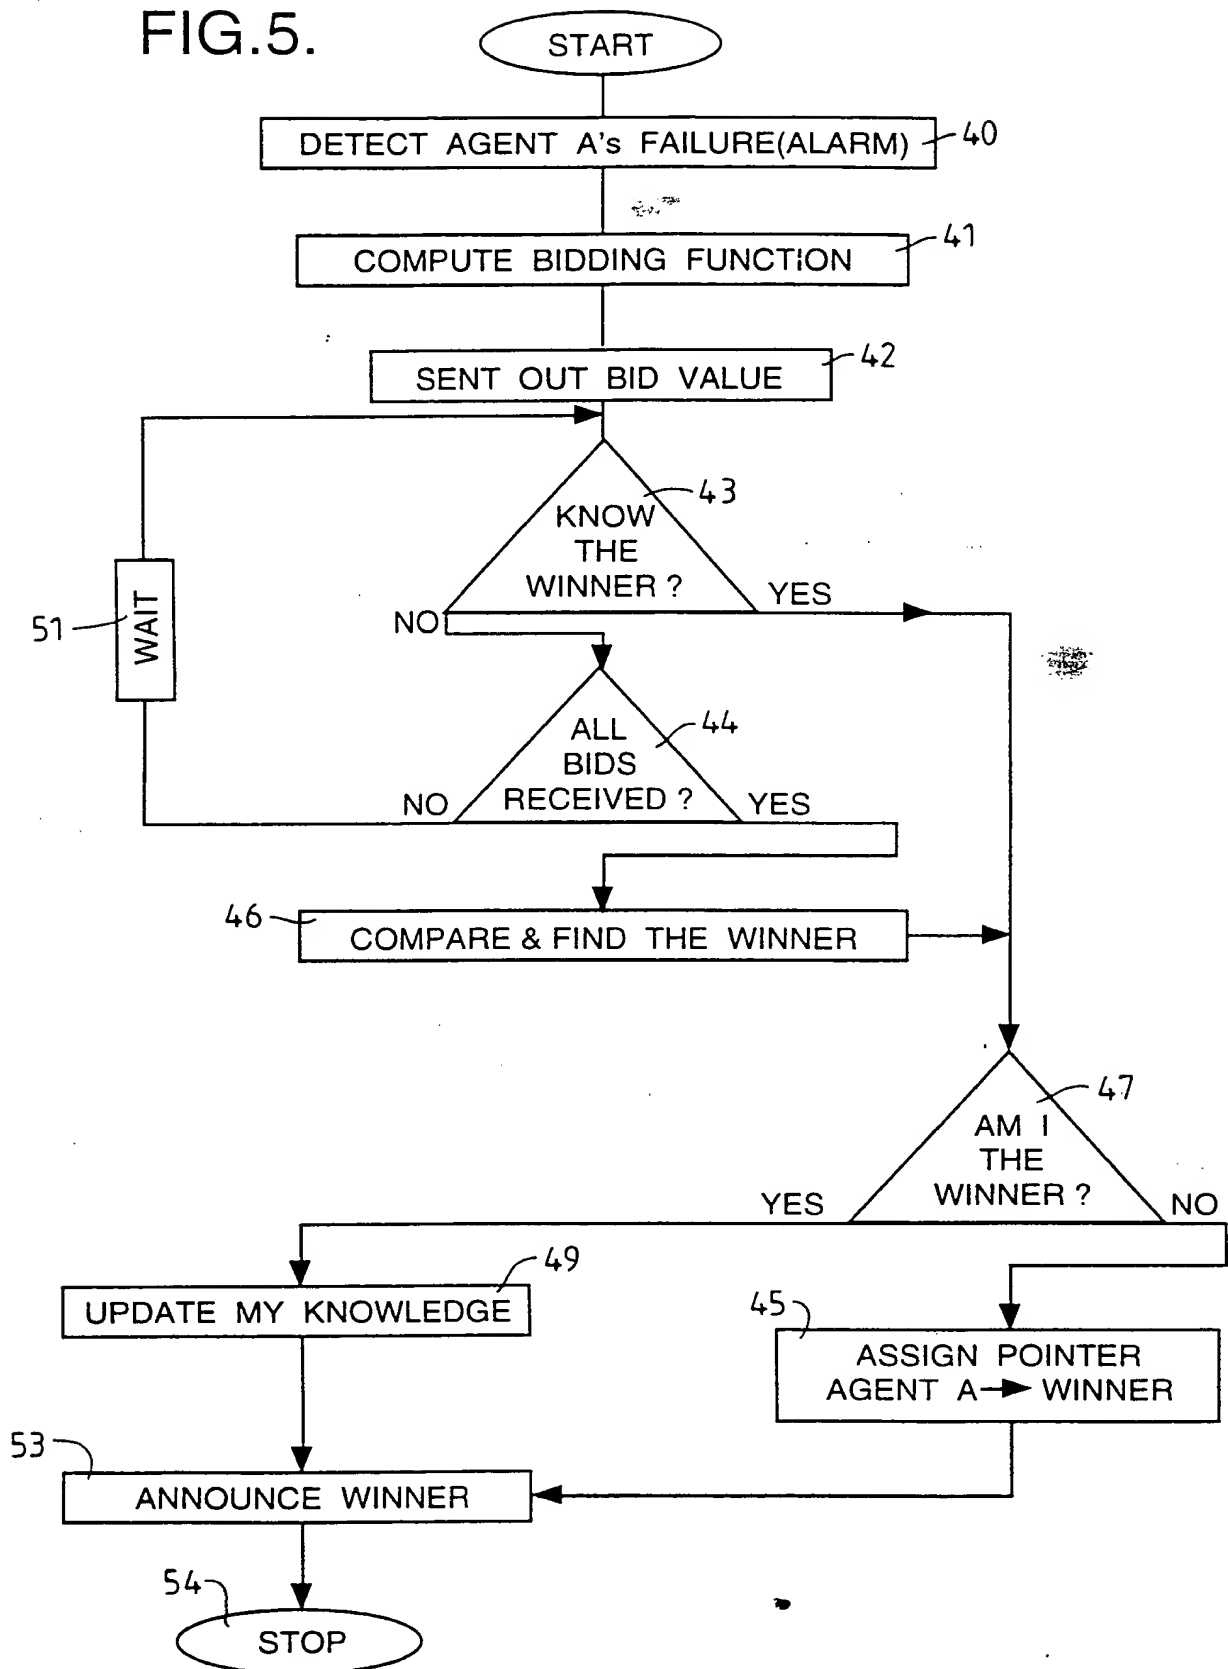 FIG.5.
START
DETECT AGENT A's FAILURE(ALARM)
40
COMPUTE BIDDING FUNCTION
41
SENT OUT BID VALUE
42
43
KNOW
THE
WINNER ?
NO
YES
51
WAIT
44
ALL
BIDS
RECEIVED ?
NO
YES
46
COMPARE & FIND THE WINNER
47
AM I
THE
WINNER ?
YES
NO
49
UPDATE MY KNOWLEDGE
45
ASSIGN POINTER
AGENT A → WINNER
53
ANNOUNCE WINNER
54
STOP